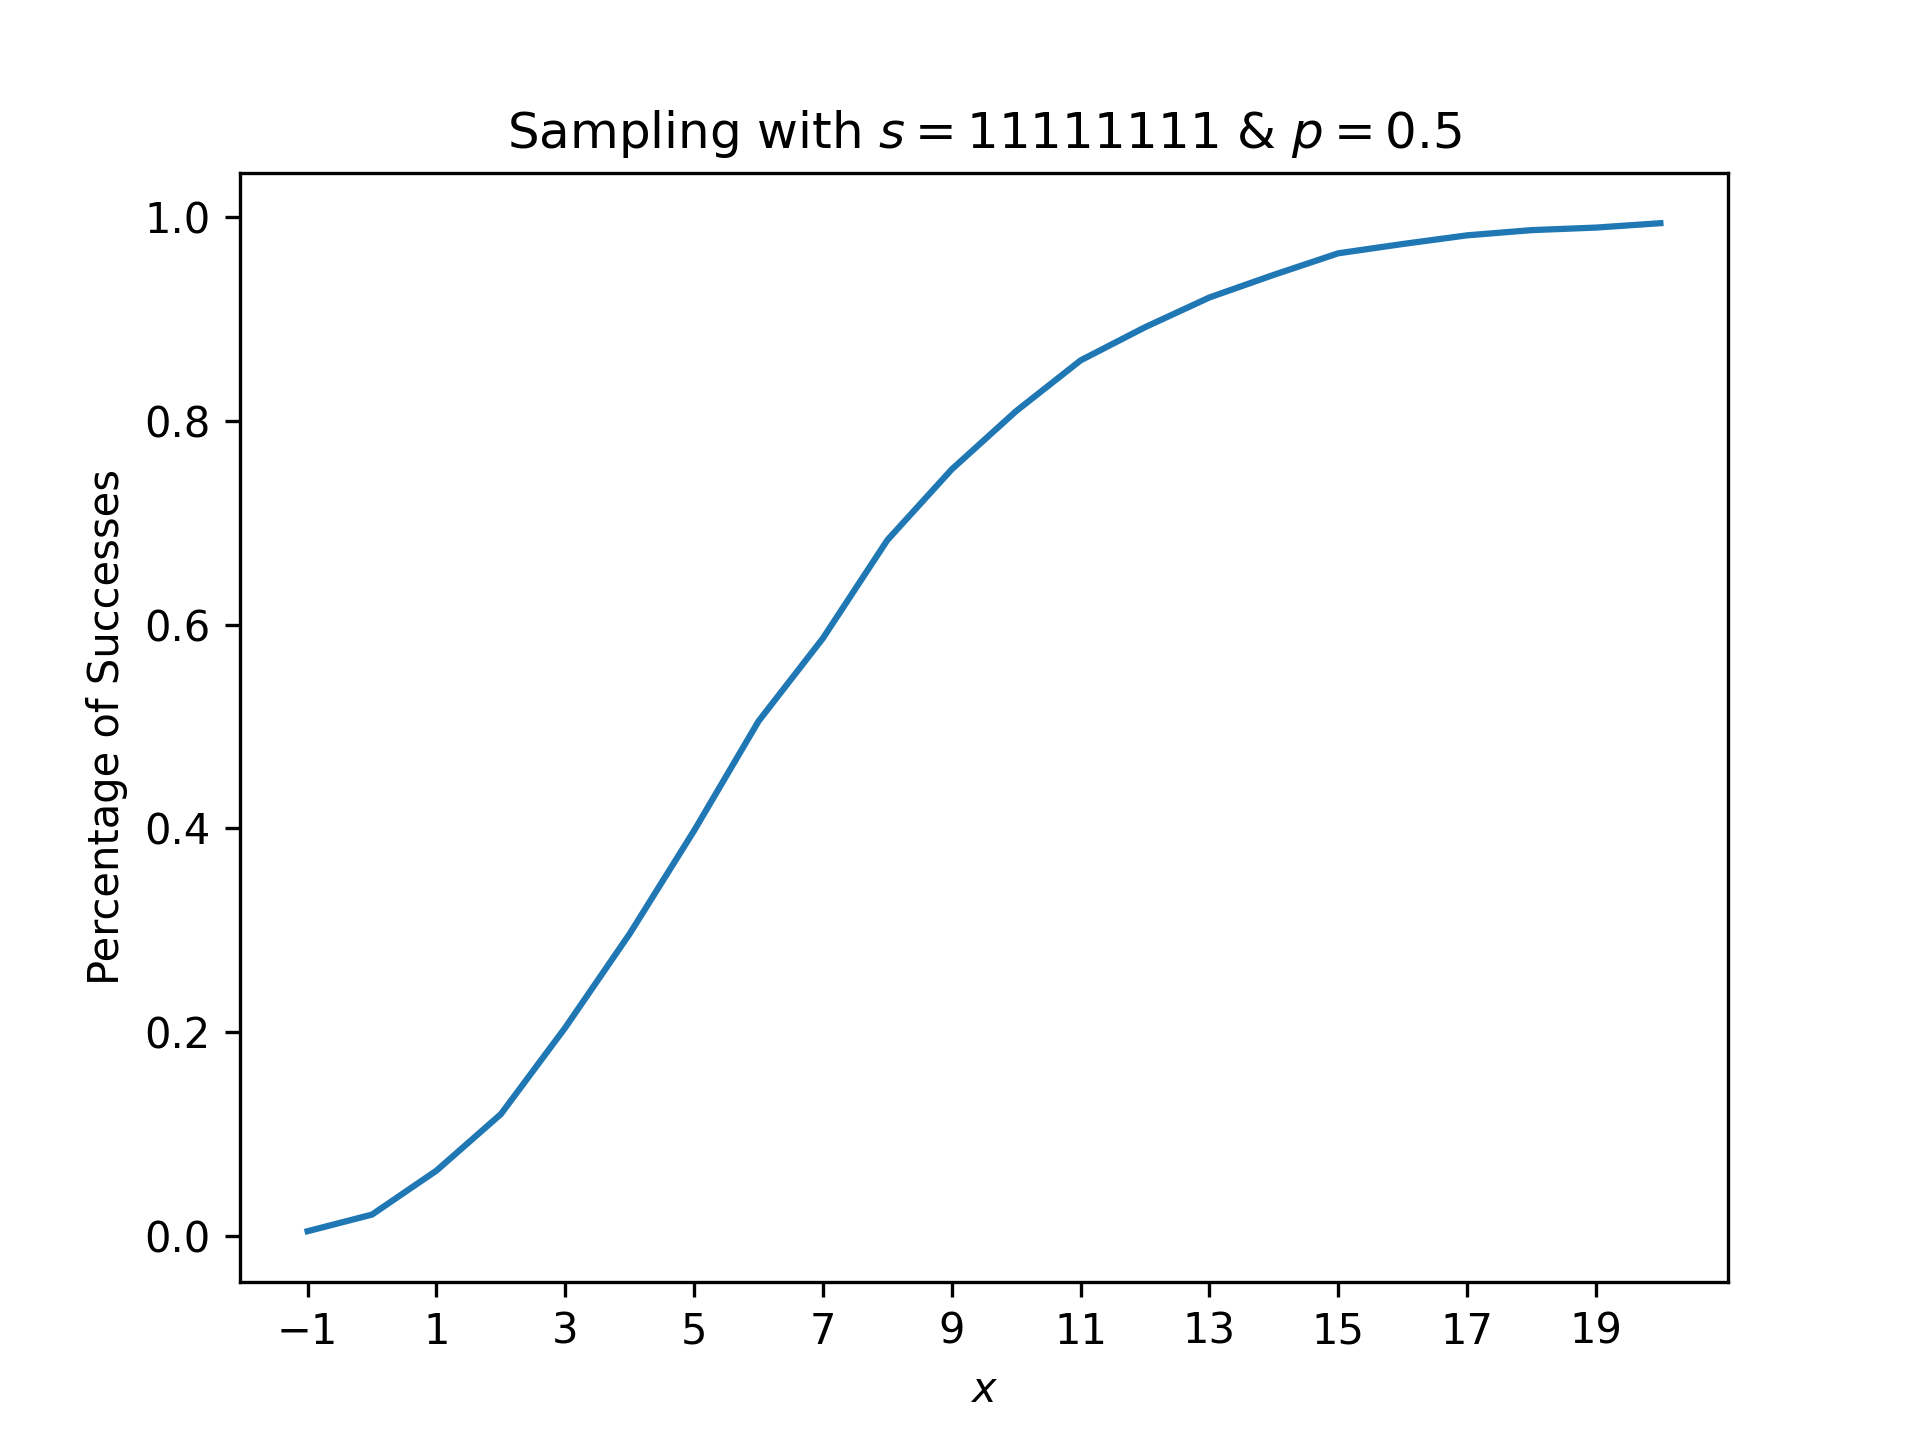 Sampling with s = 11111111 & p = 0.5
1.0
0.8
0.6
0.4
0.2
0.0
Percentage of Successes
−1 1 3 5 7 9 11 13 15 17 19
x